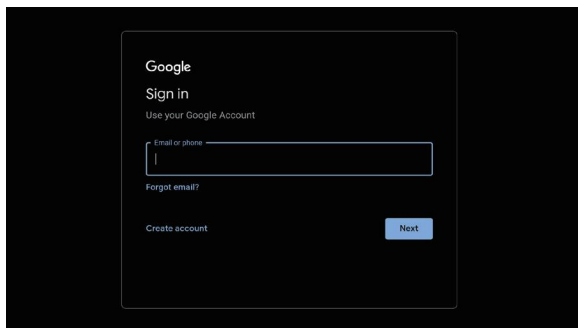 Google
Sign in
Use your Google Account
Email or phone
Forgot email?
Create account
Next